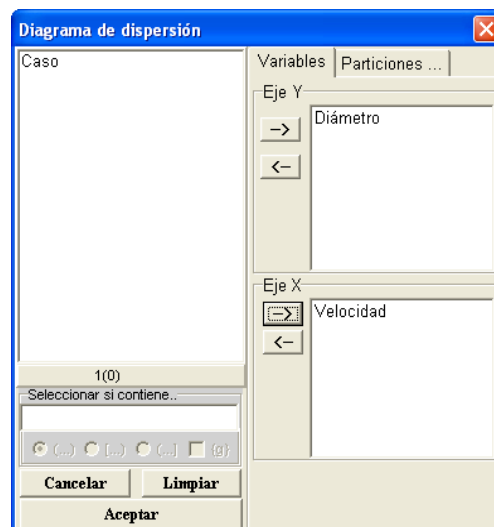 Diagrama de dispersión
Caso
1(0)
Seleccionar si contiene..
(...) [...) (...] {g}
Cancelar Limpiar
Aceptar
Variables Particiones ...
Eje Y
-->
<--
Diámetro
Eje X
-->
<--
Velocidad